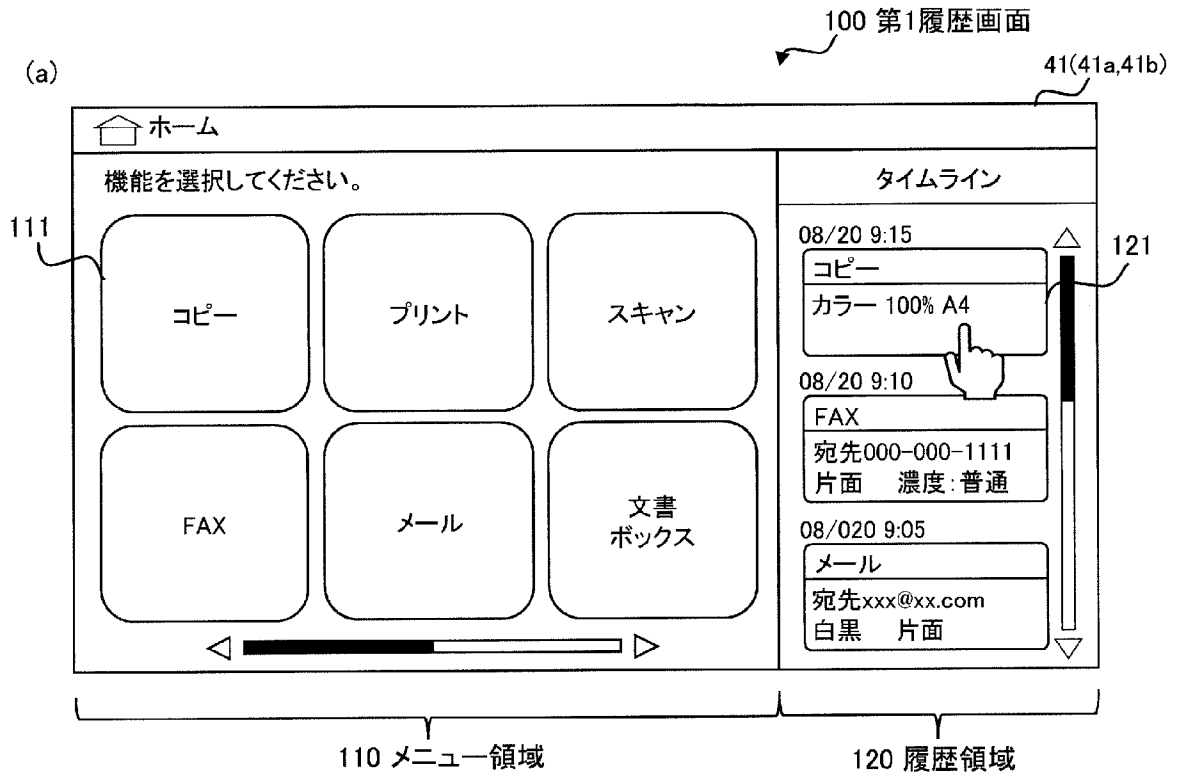 100 第1履歴画面
(a)
41(41a,41b)
ホーム
機能を選択してください。
タイムライン
111
121
コピー
プリント
スキャン
FAX
メール
文書
ボックス
08/20 9:15
コピー
カラー 100% A4
08/20 9:10
FAX
宛先000-000-1111
片面 濃度:普通
08/020 9:05
メール
宛先xxx@xx.com
白黒 片面
110 メニュー領域
120 履歴領域